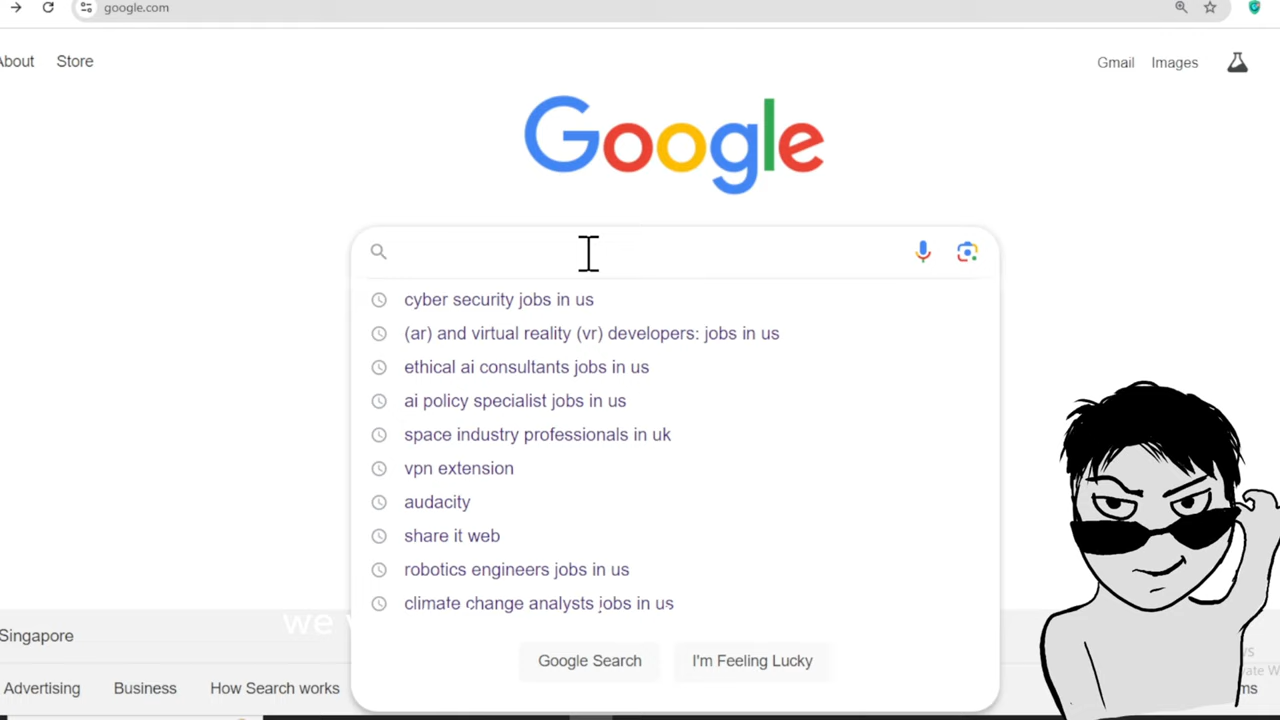 google.com
About Store
Gmail Images
Google
cyber security jobs in us
(ar) and virtual reality (vr) developers: jobs in us
ethical ai consultants jobs in us
ai policy specialist jobs in us
space industry professionals in uk
vpn extension
audacity
share it web
robotics engineers jobs in us
climate change analysts jobs in us
we
Singapore
Google Search I'm Feeling Lucky
Advertising Business How Search works